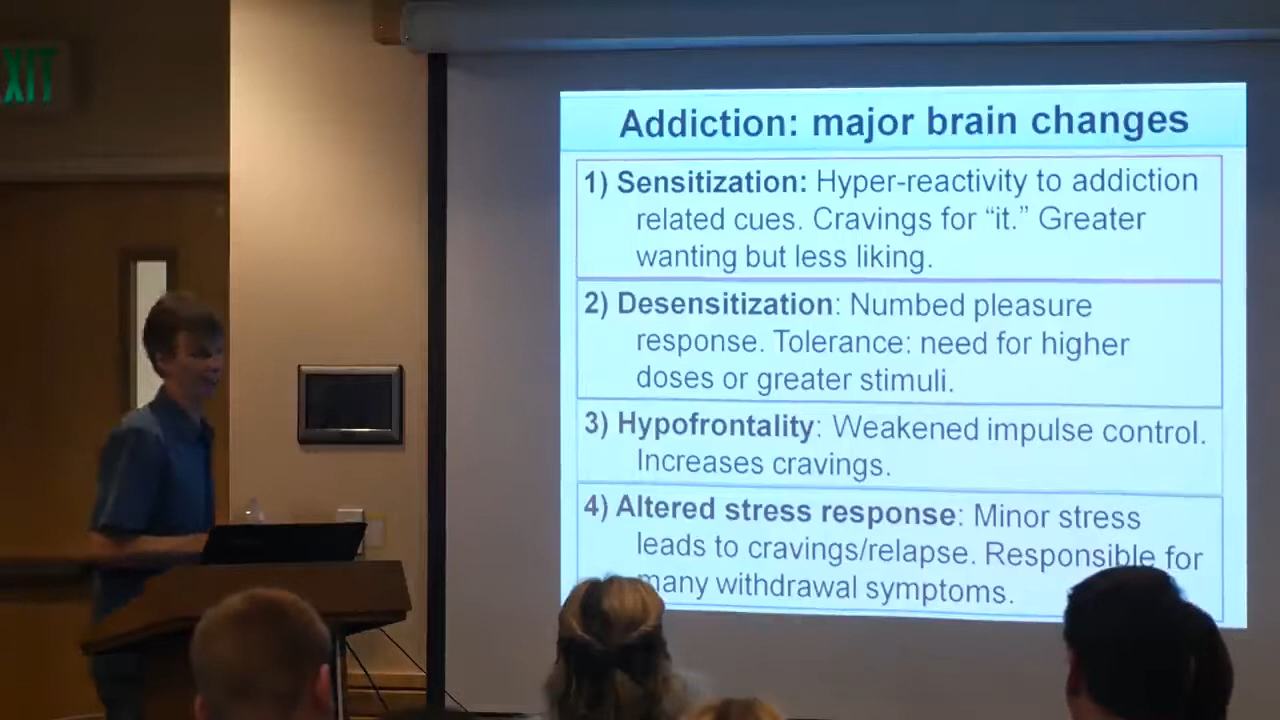 EXIT
Addiction: major brain changes
1) Sensitization: Hyper-reactivity to addiction
related cues. Cravings for “it.” Greater
wanting but less liking.
2) Desensitization: Numbed pleasure
response. Tolerance: need for higher
doses or greater stimuli.
3) Hypofrontality: Weakened impulse control.
Increases cravings.
4) Altered stress response: Minor stress
leads to cravings/relapse. Responsible for
many withdrawal symptoms.